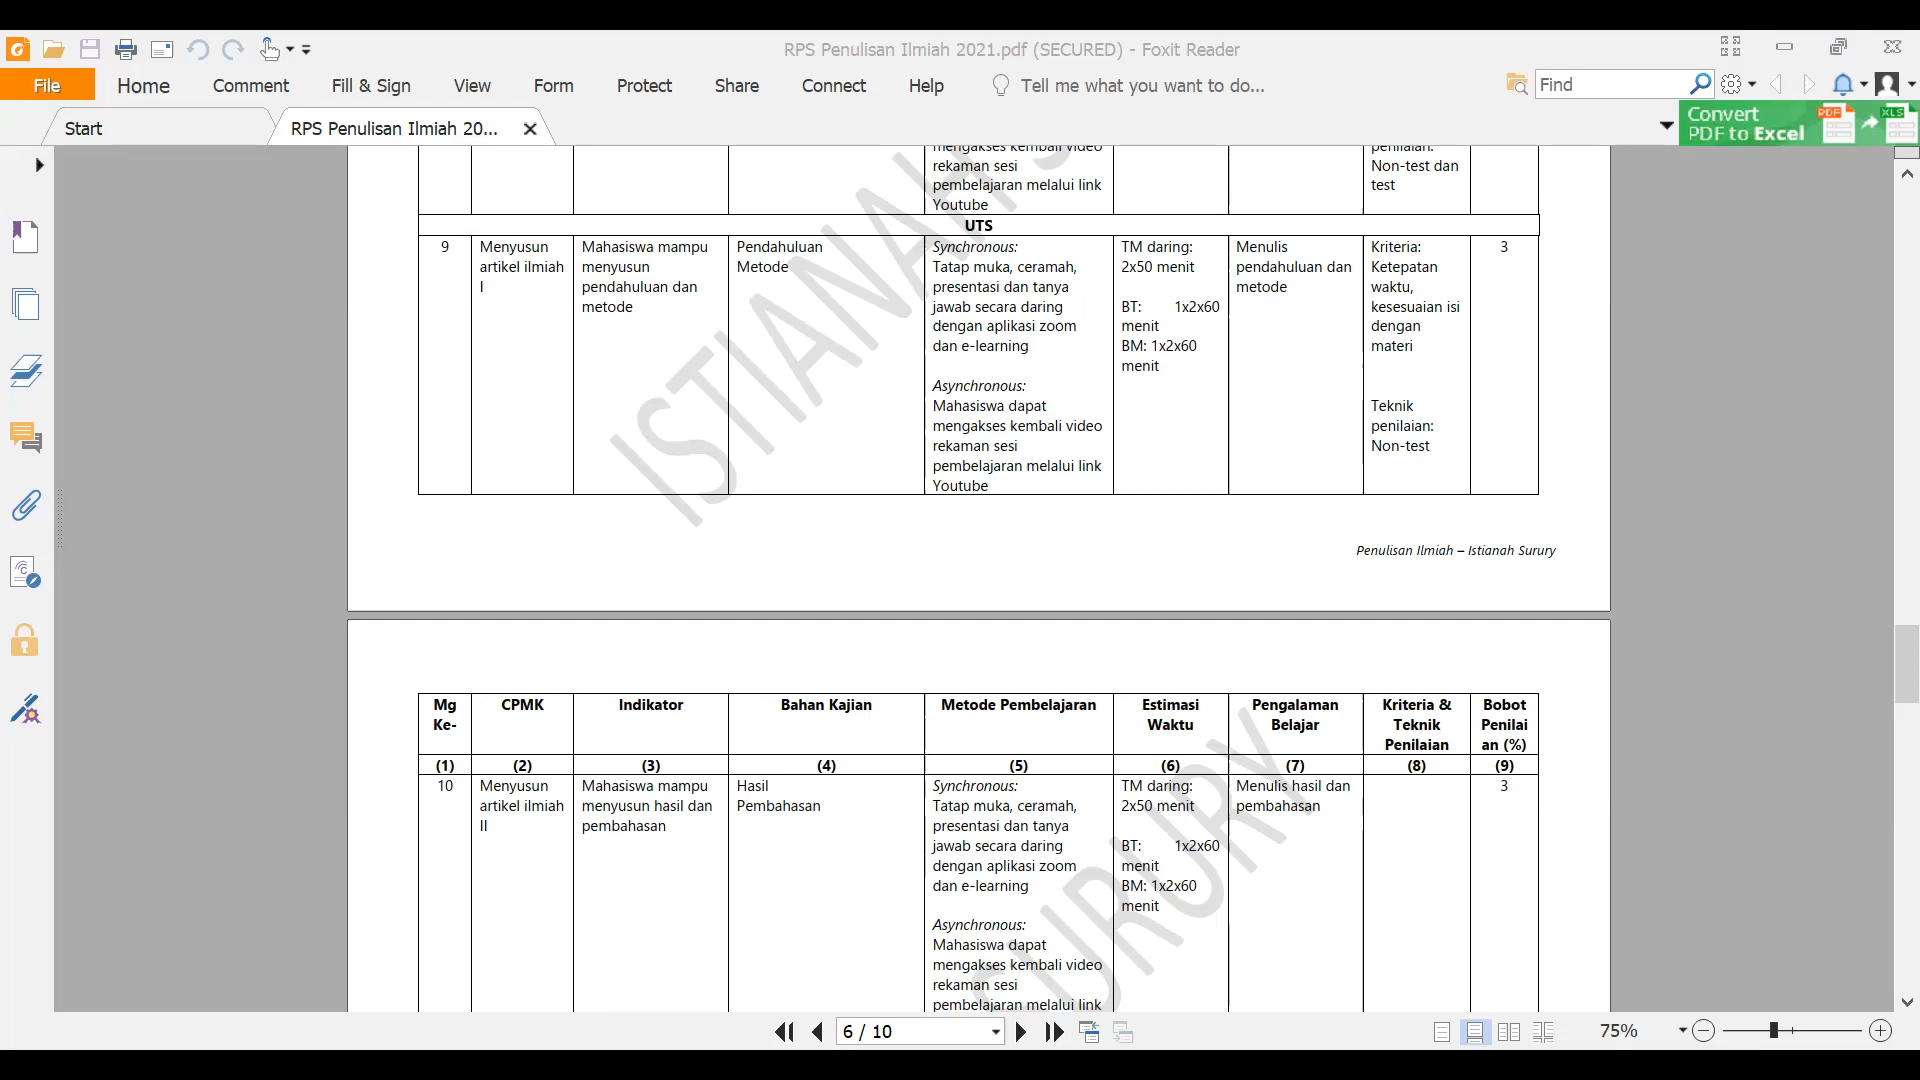 RPS Penulisan Ilmiah 2021.pdf (SECURED) - Foxit Reader
File Home Comment Fill & Sign View Form Protect Share Connect Help Tell me what you want to do... Find
Start RPS Penulisan Ilmiah 20...
Convert
PDF to Excel
PDF XLS
mengakses kembali video
rekaman sesi
pembelajaran melalui link
Youtube
penilaian:
Non-test dan
test
UTS
9
Menyusun
artikel ilmiah
I
Mahasiswa mampu
menyusun
pendahuluan dan
metode
Pendahuluan
Metode
Synchronous:
Tatap muka, ceramah,
presentasi dan tanya
jawab secara daring
dengan aplikasi zoom
dan e-learning
Asynchronous:
Mahasiswa dapat
mengakses kembali video
rekaman sesi
pembelajaran melalui link
Youtube
TM daring:
2x50 menit
BT: 1x2x60
menit
BM: 1x2x60
menit
Menulis
pendahuluan dan
metode
Kriteria:
Ketepatan
waktu,
kesesuaian isi
dengan
materi
Teknik
penilaian:
Non-test
3
ISTIANAH S
Penulisan Ilmiah – Istianah Surury
Mg
Ke-
CPMK
Indikator
Bahan Kajian
Metode Pembelajaran
Estimasi
Waktu
Pengalaman
Belajar
Kriteria &
Teknik
Penilaian
Bobot
Penilai
an (%)
(1) (2) (3) (4) (5) (6) (7) (8) (9)
10
Menyusun
artikel ilmiah
II
Mahasiswa mampu
menyusun hasil dan
pembahasan
Hasil
Pembahasan
Synchronous:
Tatap muka, ceramah,
presentasi dan tanya
jawab secara daring
dengan aplikasi zoom
dan e-learning
Asynchronous:
Mahasiswa dapat
mengakses kembali video
rekaman sesi
pembelajaran melalui link
TM daring:
2x50 menit
BT: 1x2x60
menit
BM: 1x2x60
menit
Menulis hasil dan
pembahasan
3
SURURY
6 / 10
75%